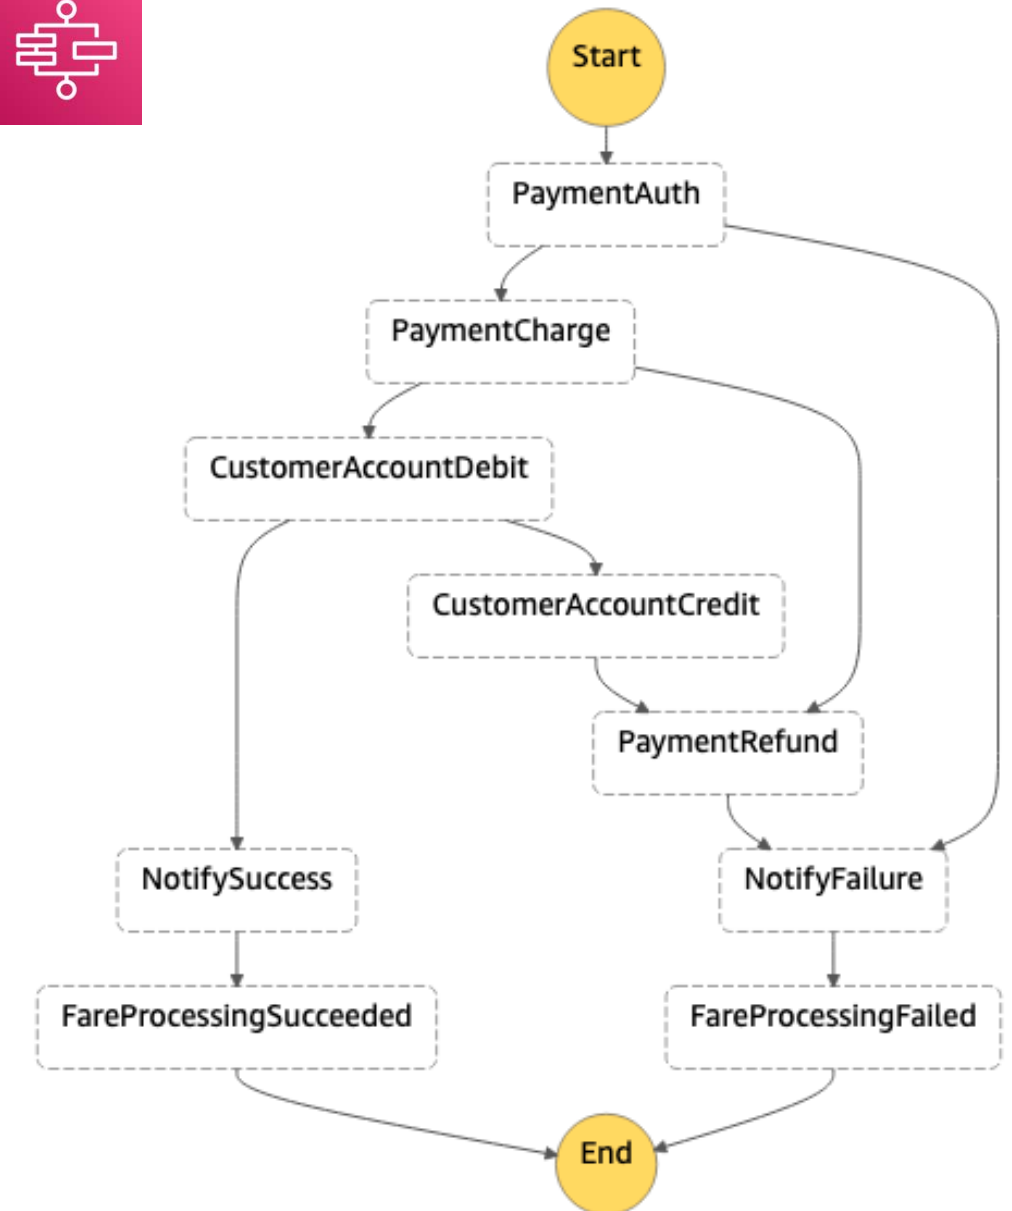 Start
PaymentAuth
PaymentCharge
CustomerAccountDebit
CustomerAccountCredit
PaymentRefund
NotifySuccess
NotifyFailure
FareProcessingSucceeded
FareProcessingFailed
End